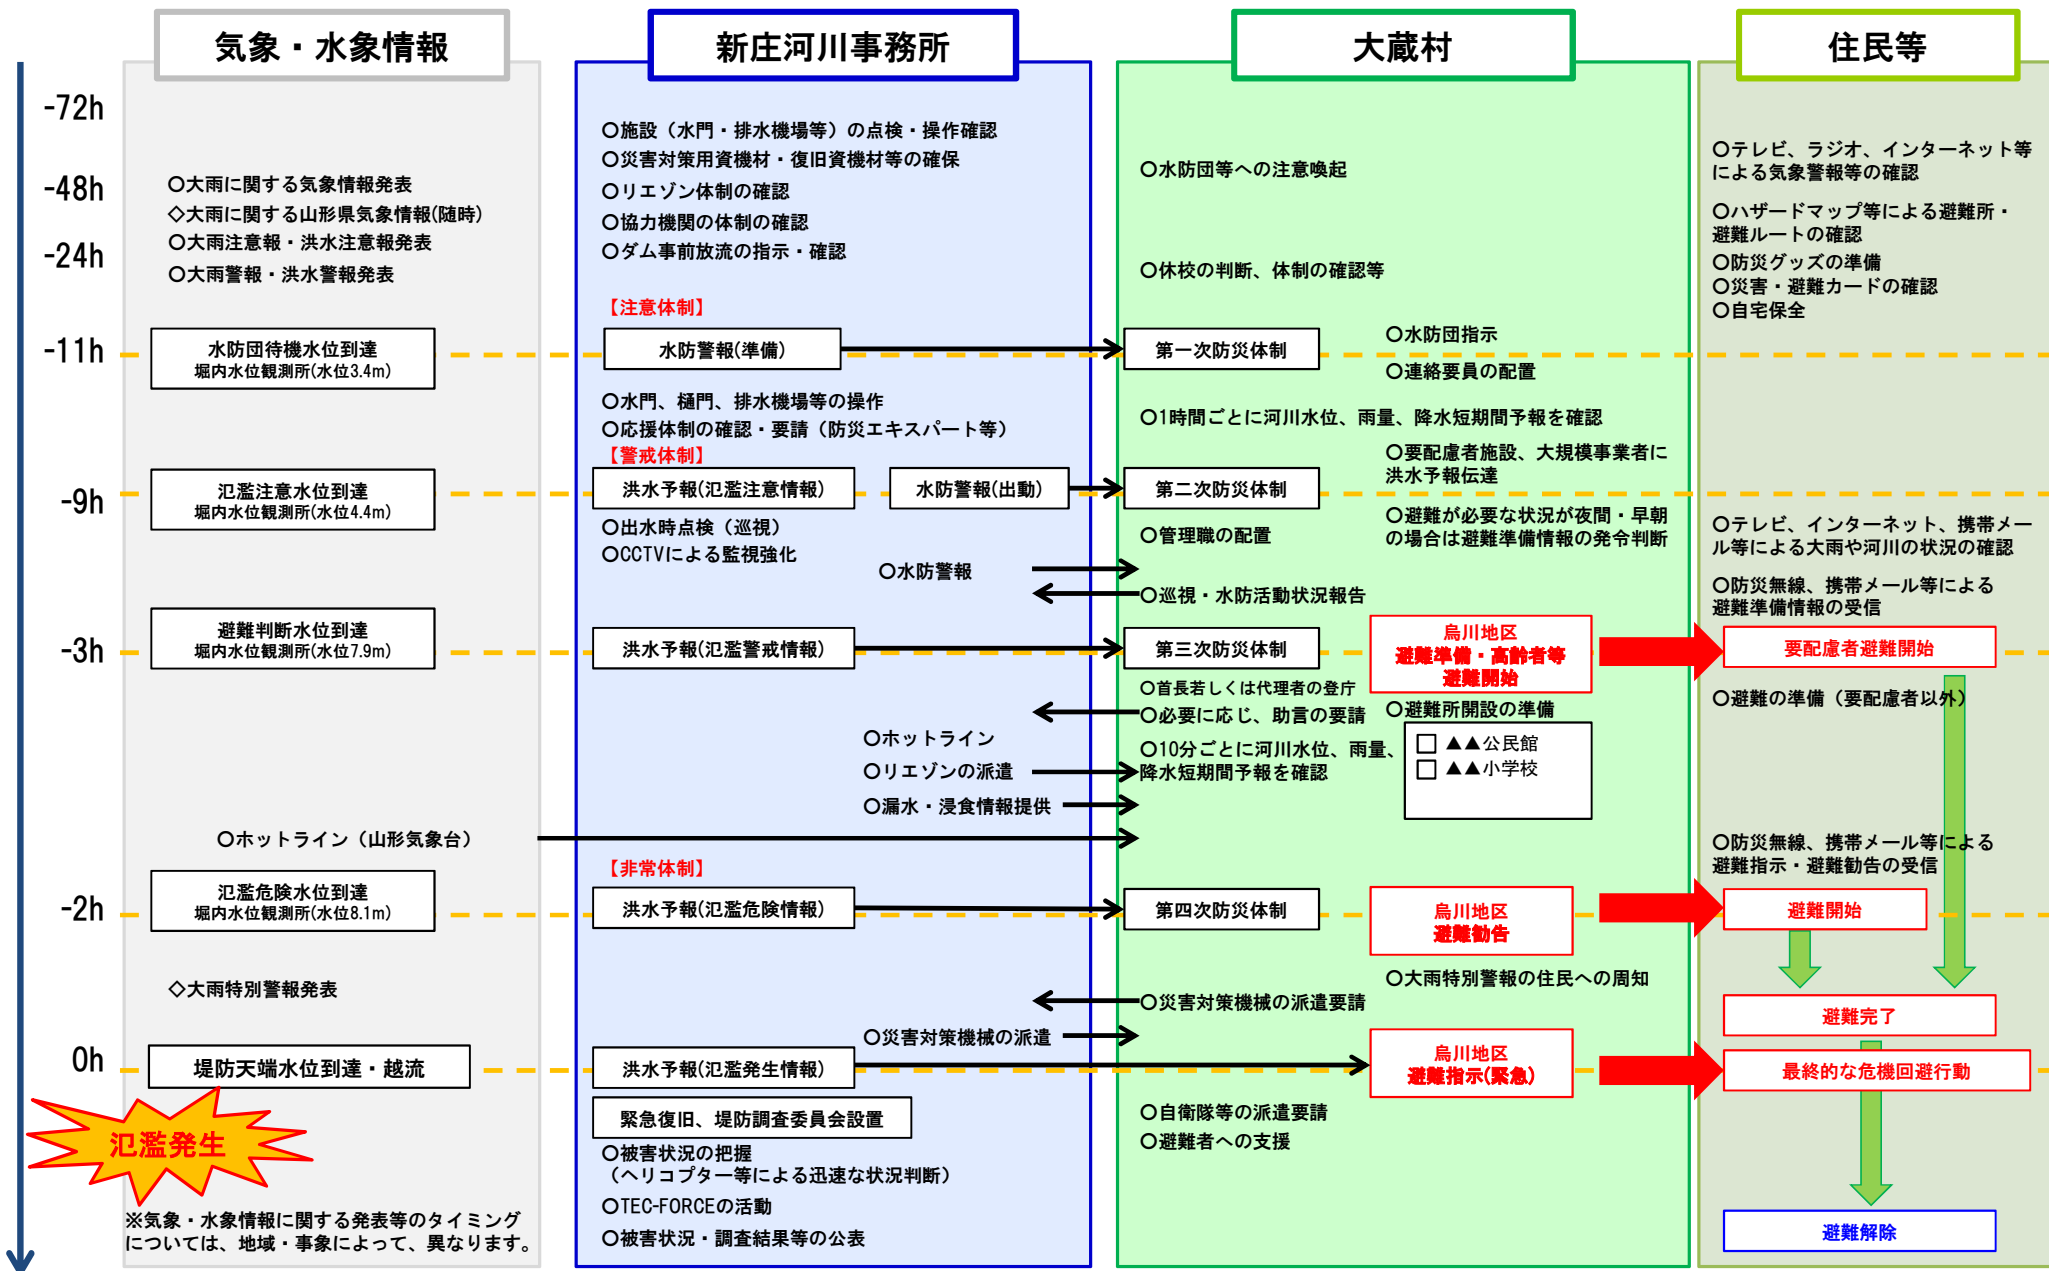 気象・水象情報
新庄河川事務所
大蔵村
住民等
-72h
-48h
-24h
-11h
-9h
-3h
-2h
0h
○大雨に関する気象情報発表
◇大雨に関する山形県気象情報(随時)
○大雨注意報・洪水注意報発表
○大雨警報・洪水警報発表
水防団待機水位到達
堀内水位観測所(水位3.4m)
氾濫注意水位到達
堀内水位観測所(水位4.4m)
避難判断水位到達
堀内水位観測所(水位7.9m)
○ホットライン（山形気象台）
氾濫危険水位到達
堀内水位観測所(水位8.1m)
◇大雨特別警報発表
堤防天端水位到達・越流
氾濫発生
※気象・水象情報に関する発表等のタイミング
については、地域・事象によって、異なります。
○施設（水門・排水機場等）の点検・操作確認
○災害対策用資機材・復旧資機材等の確保
○リエゾン体制の確認
○協力機関の体制の確認
○ダム事前放流の指示・確認
【注意体制】
水防警報(準備)
○水門、樋門、排水機場等の操作
○応援体制の確認・要請（防災エキスパート等）
【警戒体制】
洪水予報(氾濫注意情報)
水防警報(出動)
○出水時点検（巡視）
○CCTVによる監視強化
○水防警報
洪水予報(氾濫警戒情報)
○ホットライン
○リエゾンの派遣
○漏水・浸食情報提供
【非常体制】
洪水予報(氾濫危険情報)
○災害対策機械の派遣
洪水予報(氾濫発生情報)
緊急復旧、堤防調査委員会設置
○被害状況の把握
（ヘリコプター等による迅速な状況判断）
○TEC-FORCEの活動
○被害状況・調査結果等の公表
○水防団等への注意喚起
○休校の判断、体制の確認等
第一次防災体制
○水防団指示
○連絡要員の配置
○1時間ごとに河川水位、雨量、降水短期間予報を確認
○要配慮者施設、大規模事業者に
洪水予報伝達
第二次防災体制
○管理職の配置
○避難が必要な状況が夜間・早朝
の場合は避難準備情報の発令判断
○巡視・水防活動状況報告
第三次防災体制
烏川地区
避難準備・高齢者等
避難開始
○首長若しくは代理者の登庁
○必要に応じ、助言の要請
○避難所開設の準備
○10分ごとに河川水位、雨量、
降水短期間予報を確認
□ ▲▲公民館
□ ▲▲小学校
第四次防災体制
烏川地区
避難勧告
○大雨特別警報の住民への周知
○災害対策機械の派遣要請
烏川地区
避難指示(緊急)
○自衛隊等の派遣要請
○避難者への支援
○テレビ、ラジオ、インターネット等
による気象警報等の確認
○ハザードマップ等による避難所・
避難ルートの確認
○防災グッズの準備
○災害・避難カードの確認
○自宅保全
○テレビ、インターネット、携帯メー
ル等による大雨や河川の状況の確認
○防災無線、携帯メール等による
避難準備情報の受信
要配慮者避難開始
○避難の準備（要配慮者以外）
○防災無線、携帯メール等による
避難指示・避難勧告の受信
避難開始
避難完了
最終的な危機回避行動
避難解除